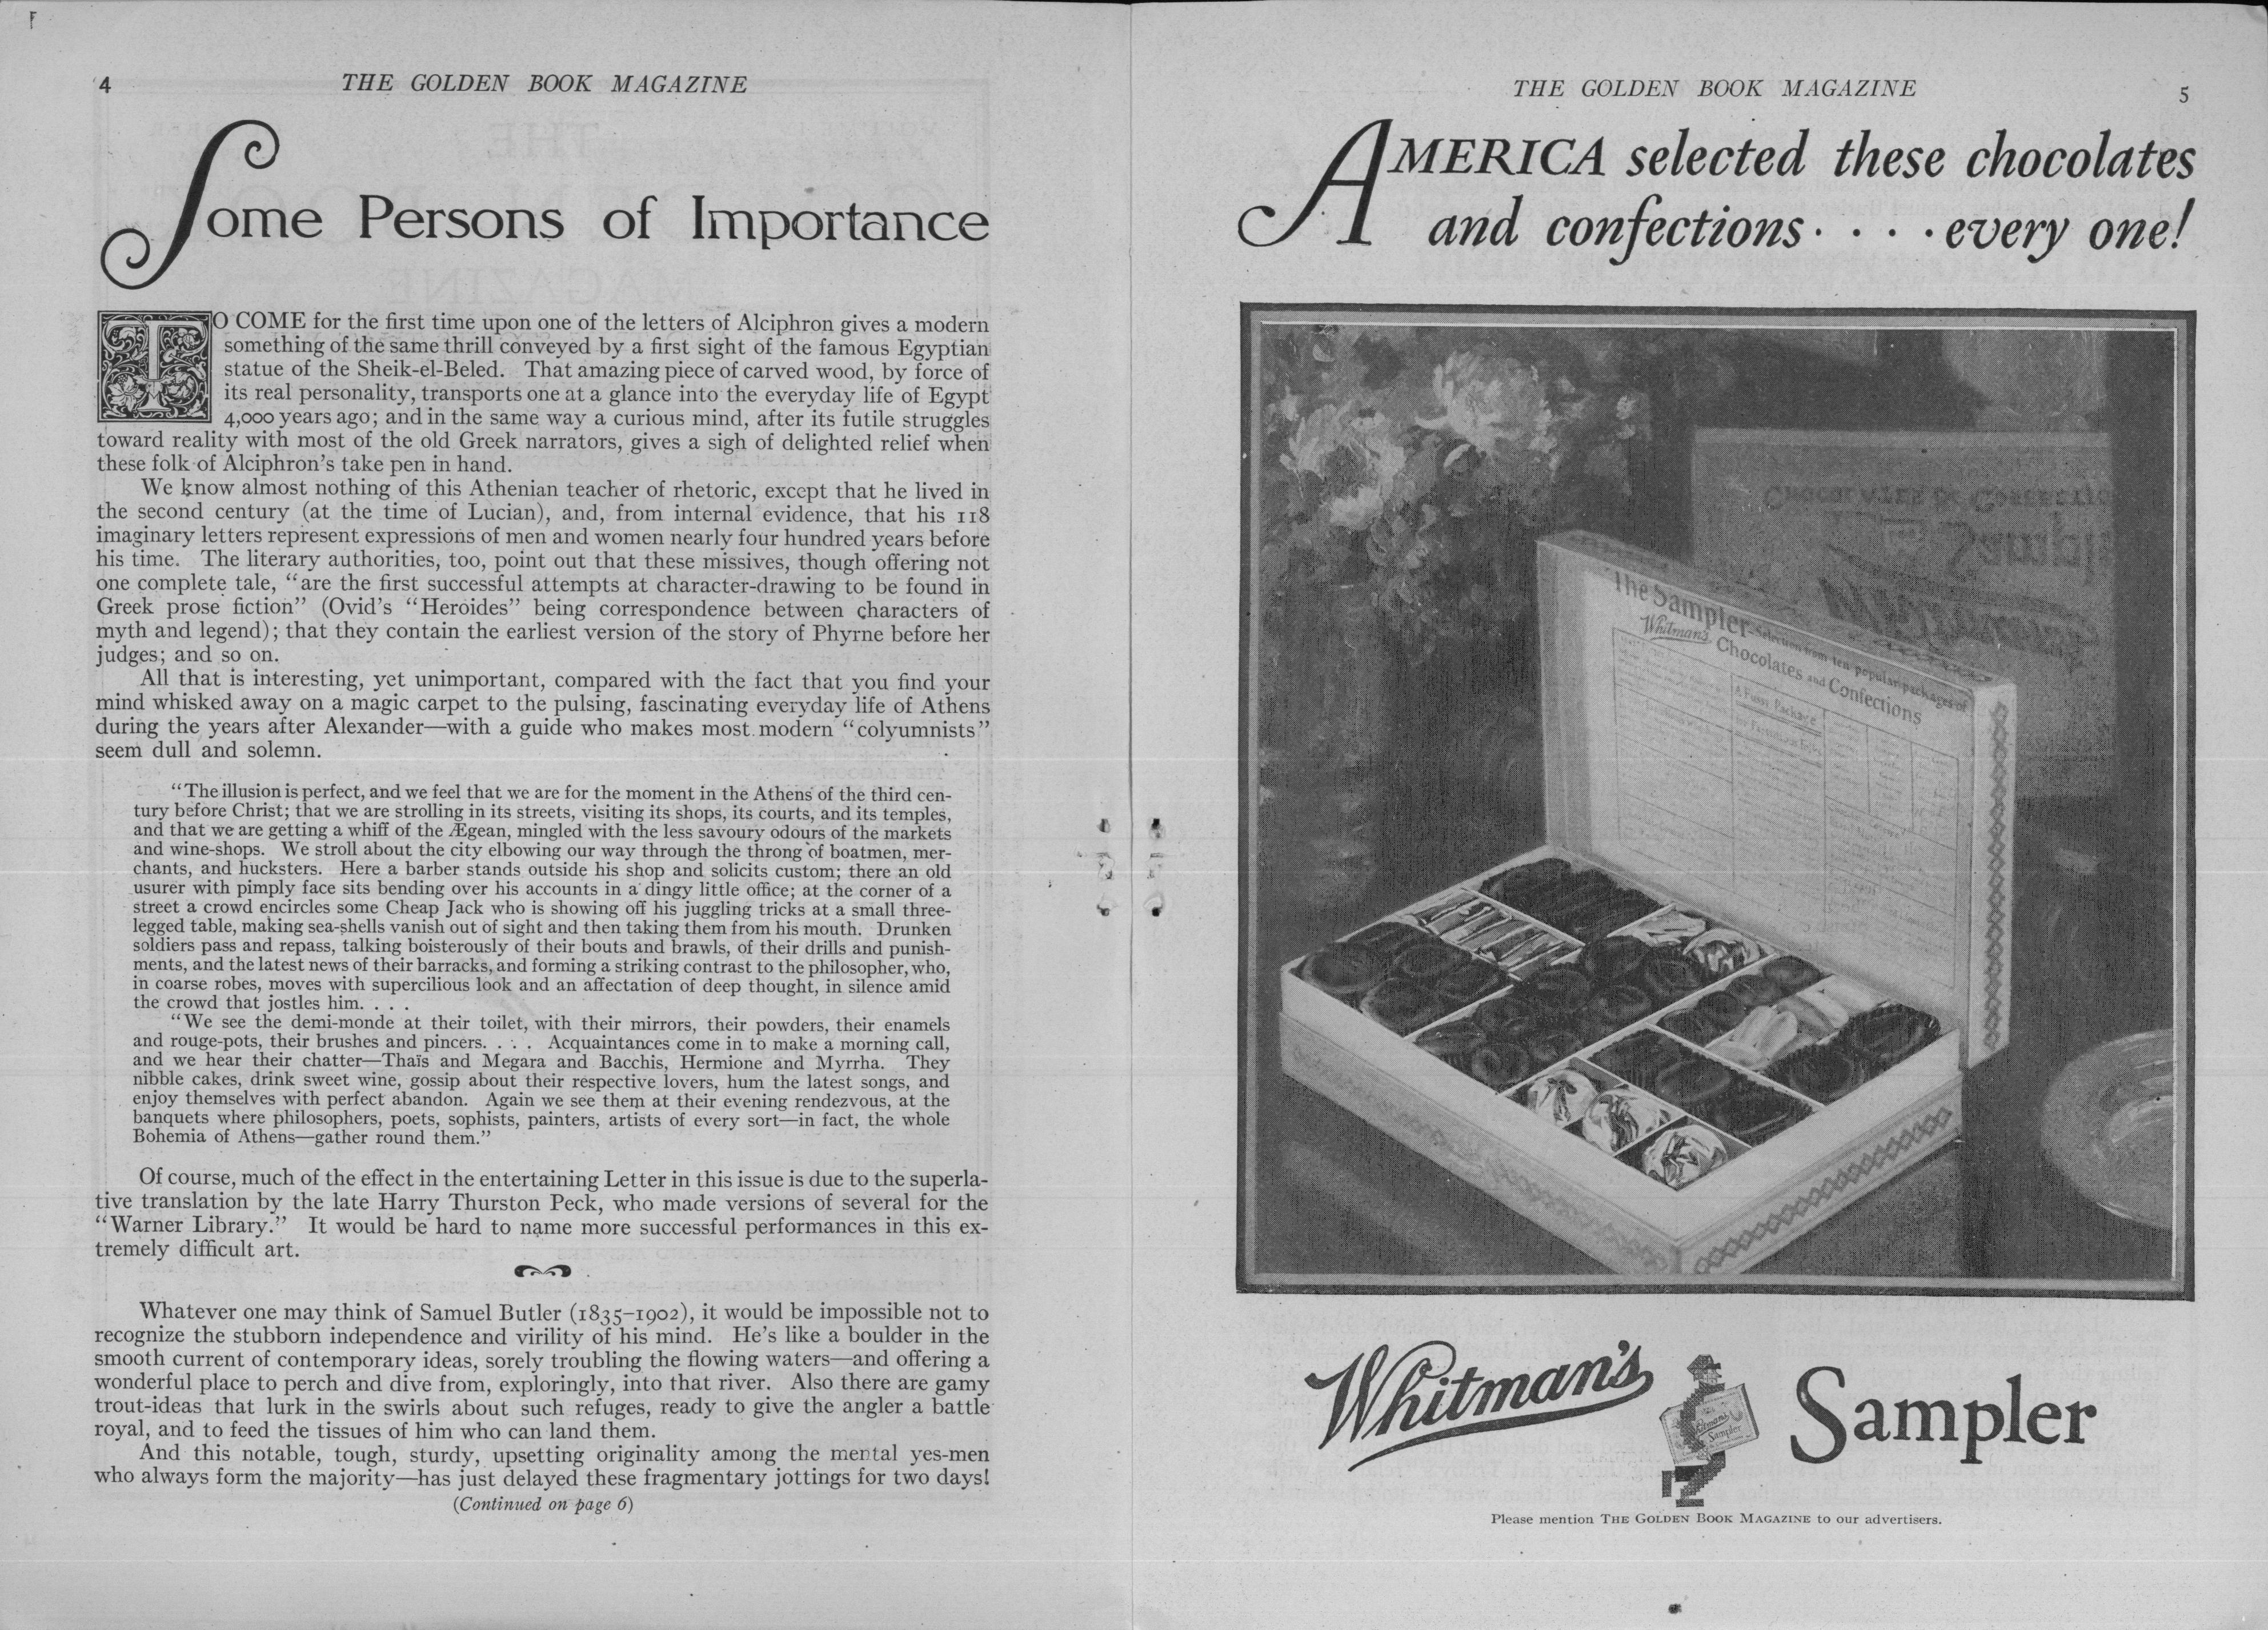 4
THE GOLDEN BOOK MAGAZINE
Some Persons of Importance
TO COME for the first time upon one of the letters of Alciphron gives a modern
something of the same thrill conveyed by a first sight of the famous Egyptian
statue of the Sheik-el-Beled. That amazing piece of carved wood, by force of
its real personality, transports one at a glance into the everyday life of Egypt
4,000 years ago; and in the same way a curious mind, after its futile struggles
toward reality with most of the old Greek narrators, gives a sigh of delighted relief when
these folk of Alciphron's take pen in hand.
We know almost nothing of this Athenian teacher of rhetoric, except that he lived in
the second century (at the time of Lucian), and, from internal evidence, that his 118
imaginary letters represent expressions of men and women nearly four hundred years before
his time. The literary authorities, too, point out that these missives, though offering not
one complete tale, "are the first successful attempts at character-drawing to be found in
Greek prose fiction" (Ovid's "Heroides" being correspondence between characters of
myth and legend); that they contain the earliest version of the story of Phyrne before her
judges; and so on.
All that is interesting, yet unimportant, compared with the fact that you find your
mind whisked away on a magic carpet to the pulsing, fascinating everyday life of Athens
during the years after Alexander—with a guide who makes most modern "colyumnists"
seem dull and solemn.
"The illusion is perfect, and we feel that we are for the moment in the Athens of the third cen-
tury before Christ; that we are strolling in its streets, visiting its shops, its courts, and its temples,
and that we are getting a whiff of the Ægean, mingled with the less savoury odours of the markets
and wine-shops. We stroll about the city elbowing our way through the throng of boatmen, mer-
chants, and hucksters. Here a barber stands outside his shop and solicits custom; there an old
usurer with pimply face sits bending over his accounts in a dingy little office; at the corner of a
street a crowd encircles some Cheap Jack who is showing off his juggling tricks at a small three-
legged table, making sea-shells vanish out of sight and then taking them from his mouth. Drunken
soldiers pass and repass, talking boisterously of their bouts and brawls, of their drills and punish-
ments, and the latest news of their barracks, and forming a striking contrast to the philosopher, who,
in coarse robes, moves with supercilious look and an affectation of deep thought, in silence amid
the crowd that jostles him. . . .
"We see the demi-monde at their toilet, with their mirrors, their powders, their enamels
and rouge-pots, their brushes and pincers. . . . Acquaintances come in to make a morning call,
and we hear their chatter—Thaïs and Megara and Bacchis, Hermione and Myrrha. They
nibble cakes, drink sweet wine, gossip about their respective lovers, hum the latest songs, and
enjoy themselves with perfect abandon. Again we see them at their evening rendezvous, at the
banquets where philosophers, poets, sophists, painters, artists of every sort—in fact, the whole
Bohemia of Athens—gather round them."
Of course, much of the effect in the entertaining Letter in this issue is due to the superla-
tive translation by the late Harry Thurston Peck, who made versions of several for the
"Warner Library." It would be hard to name more successful performances in this ex-
tremely difficult art.
Whatever one may think of Samuel Butler (1835–1902), it would be impossible not to
recognize the stubborn independence and virility of his mind. He's like a boulder in the
smooth current of contemporary ideas, sorely troubling the flowing waters—and offering a
wonderful place to perch and dive from, exploringly, into that river. Also there are gamy
trout-ideas that lurk in the swirls about such refuges, ready to give the angler a battle
royal, and to feed the tissues of him who can land them.
And this notable, tough, sturdy, upsetting originality among the mental yes-men
who always form the majority—has just delayed these fragmentary jottings for two days!
(Continued on page 6)
THE GOLDEN BOOK MAGAZINE
5
AMERICA selected these chocolates
and confections . . . . every one!
The Sampler Selection from ten popular packages of
Whitman's Chocolates and Confections
A Fussy Package
for Fastidious Folks
Whitman's
Sampler
Whitman's
Sampler
Please mention THE GOLDEN BOOK MAGAZINE to our advertisers.